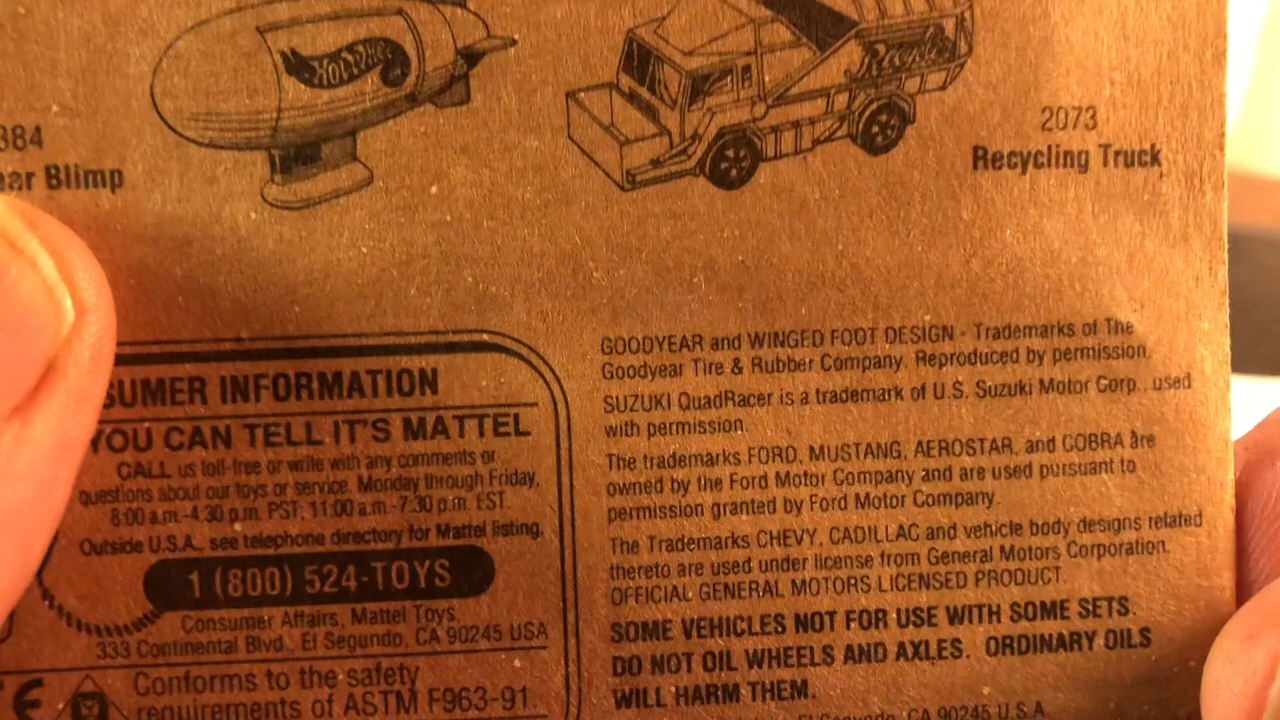 HOT WHEELS
384
ear Blimp
2073
Recycling Truck
SUMER INFORMATION
YOU CAN TELL IT'S MATTEL
CALL us toll-free or write with any comments or
questions about our toys or service, Monday through Friday,
8:00 a.m.-4:30 p.m. PST; 11:00 a.m.-7:30 p.m. EST.
Outside U.S.A., see telephone directory for Mattel listing.
1 (800) 524-TOYS
Consumer Affairs, Mattel Toys,
333 Continental Blvd., El Segundo, CA 90245 USA
CE
Conforms to the safety
requirements of ASTM F963-91.
GOODYEAR and WINGED FOOT DESIGN - Trademarks of The
Goodyear Tire & Rubber Company. Reproduced by permission.
SUZUKI QuadRacer is a trademark of U.S. Suzuki Motor Corp., used
with permission.
The trademarks FORD, MUSTANG, AEROSTAR, and COBRA are
owned by the Ford Motor Company and are used pursuant to
permission granted by Ford Motor Company.
The Trademarks CHEVY, CADILLAC and vehicle body designs related
thereto are used under license from General Motors Corporation.
OFFICIAL GENERAL MOTORS LICENSED PRODUCT.
SOME VEHICLES NOT FOR USE WITH SOME SETS.
DO NOT OIL WHEELS AND AXLES. ORDINARY OILS
WILL HARM THEM.
El Segundo, CA 90245 U.S.A.